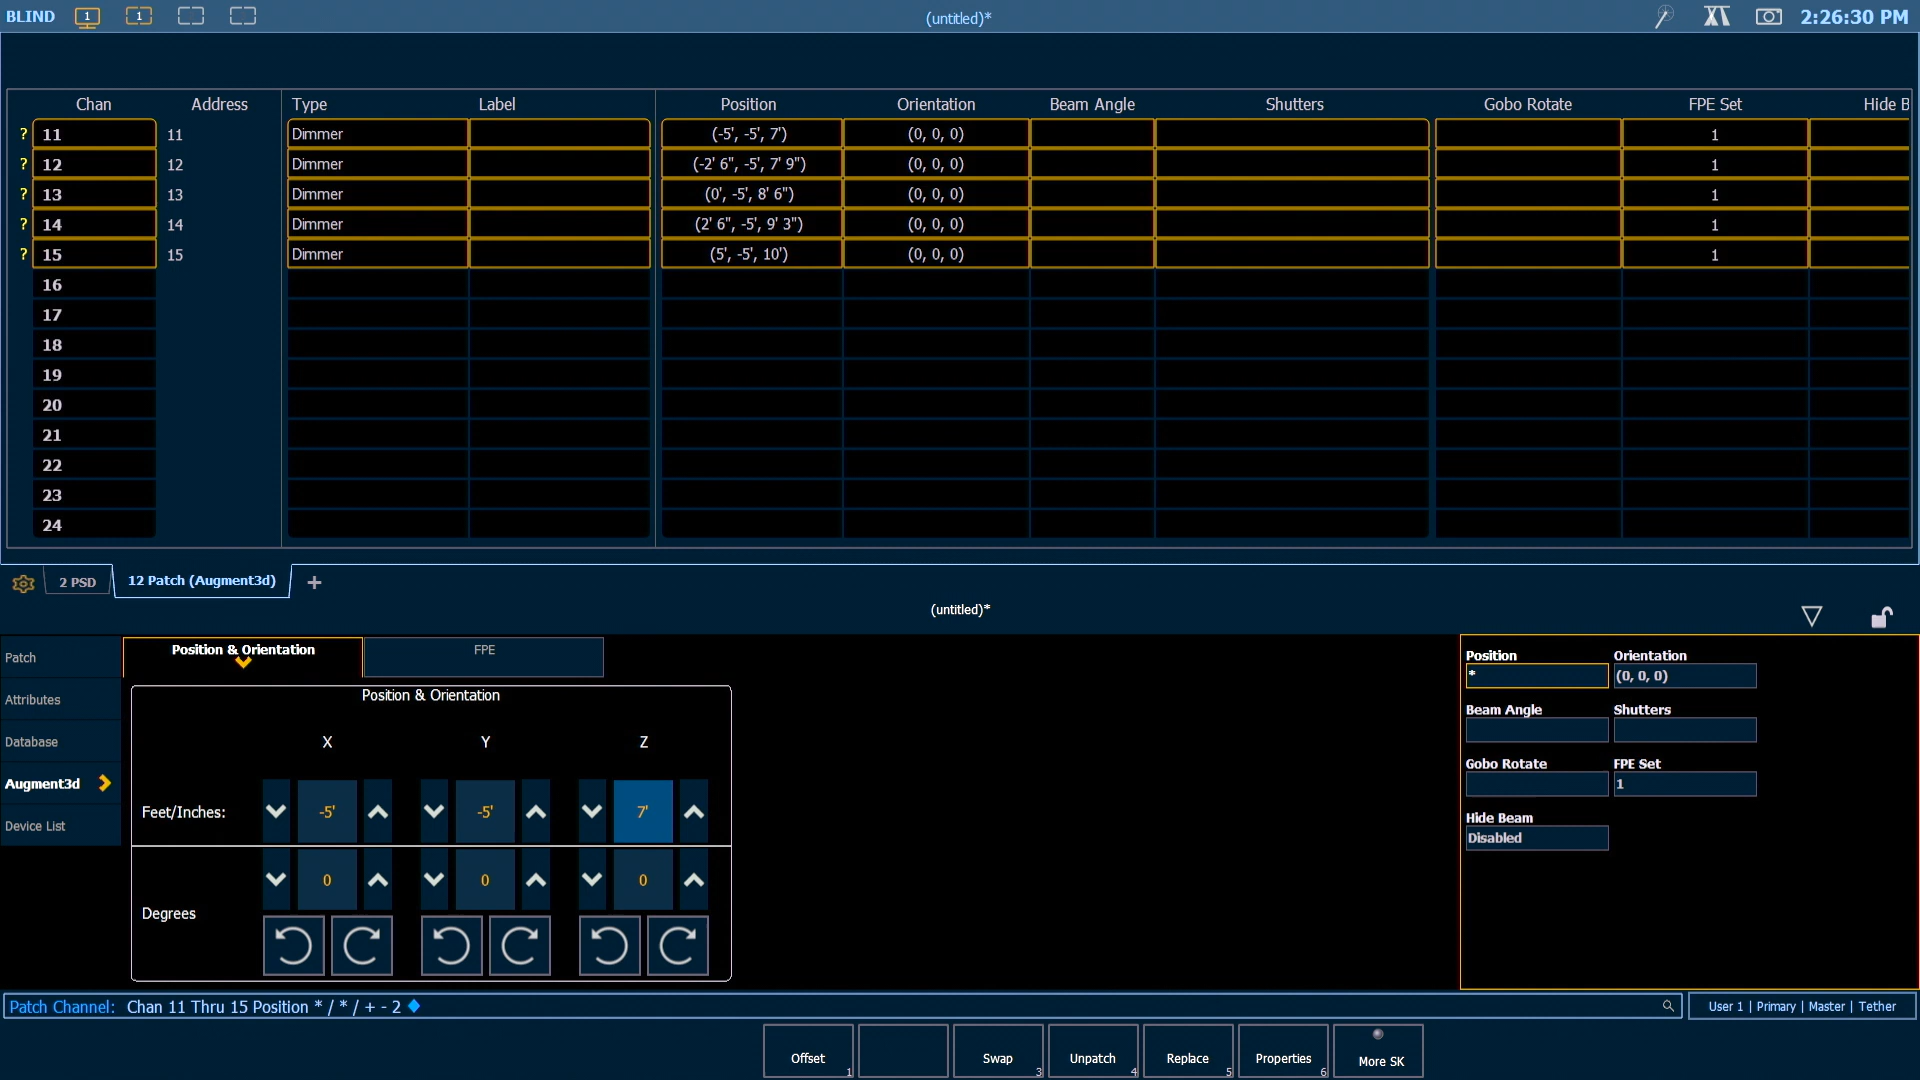 BLIND 1 1 (untitled)* 2:26:30 PM
Chan Address Type Label Position Orientation Beam Angle Shutters Gobo Rotate FPE Set Hide B
? 11 11 Dimmer (-5', -5', 7') (0, 0, 0) 1
? 12 12 Dimmer (-2' 6", -5', 7' 9") (0, 0, 0) 1
? 13 13 Dimmer (0', -5', 8' 6") (0, 0, 0) 1
? 14 14 Dimmer (2' 6", -5', 9' 3") (0, 0, 0) 1
? 15 15 Dimmer (5', -5', 10') (0, 0, 0) 1
16
17
18
19
20
21
22
23
24
2 PSD 12 Patch (Augment3d) +
(untitled)*
Patch
Attributes
Database
Augment3d
Device List
Position & Orientation FPE
Position & Orientation
X Y Z
Feet/Inches: -5' -5' 7'
0 0 0
Degrees
Position Orientation
* (0, 0, 0)
Beam Angle Shutters
Gobo Rotate FPE Set
1
Hide Beam
Disabled
Patch Channel: Chan 11 Thru 15 Position * / * / + - 2
User 1 | Primary | Master | Tether
Offset 1
Swap 3
Unpatch 4
Replace 5
Properties 6
More SK